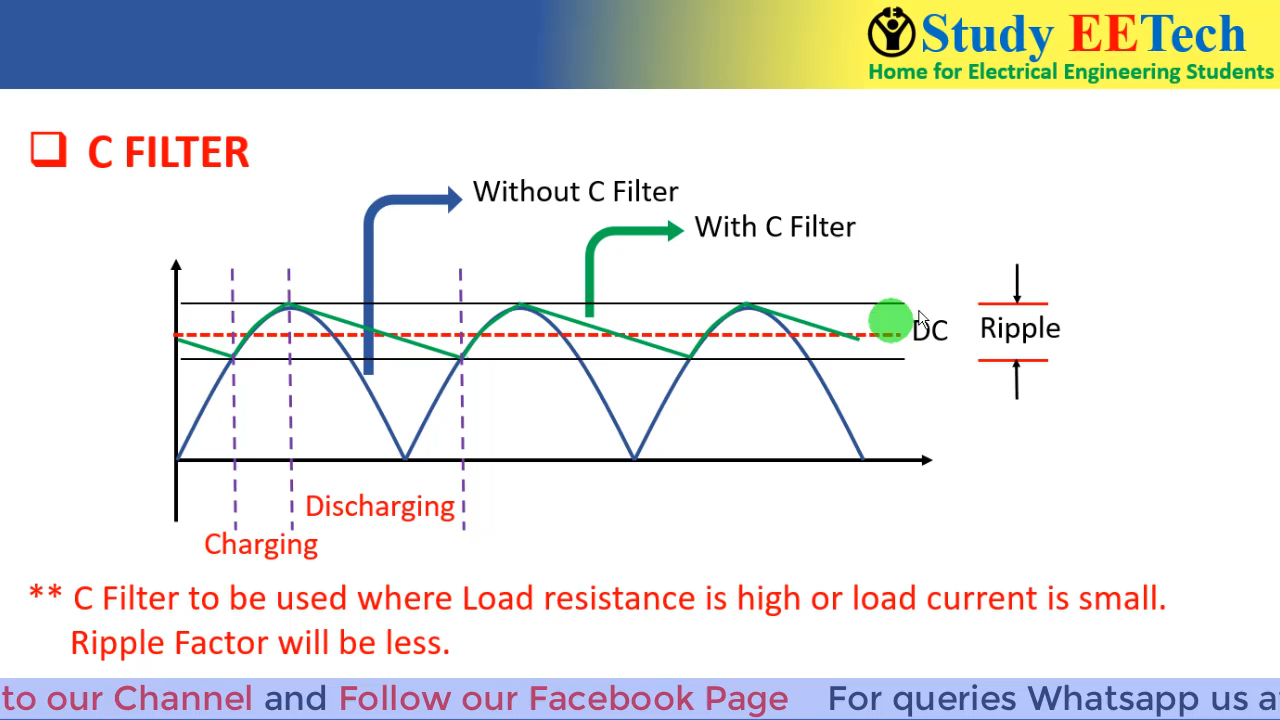 Study EETech
Home for Electrical Engineering Students
C FILTER
Without C Filter
With C Filter
DC
Ripple
Discharging
Charging
** C Filter to be used where Load resistance is high or load current is small.
Ripple Factor will be less.
to our Channel and Follow our Facebook Page For queries Whatsapp us a